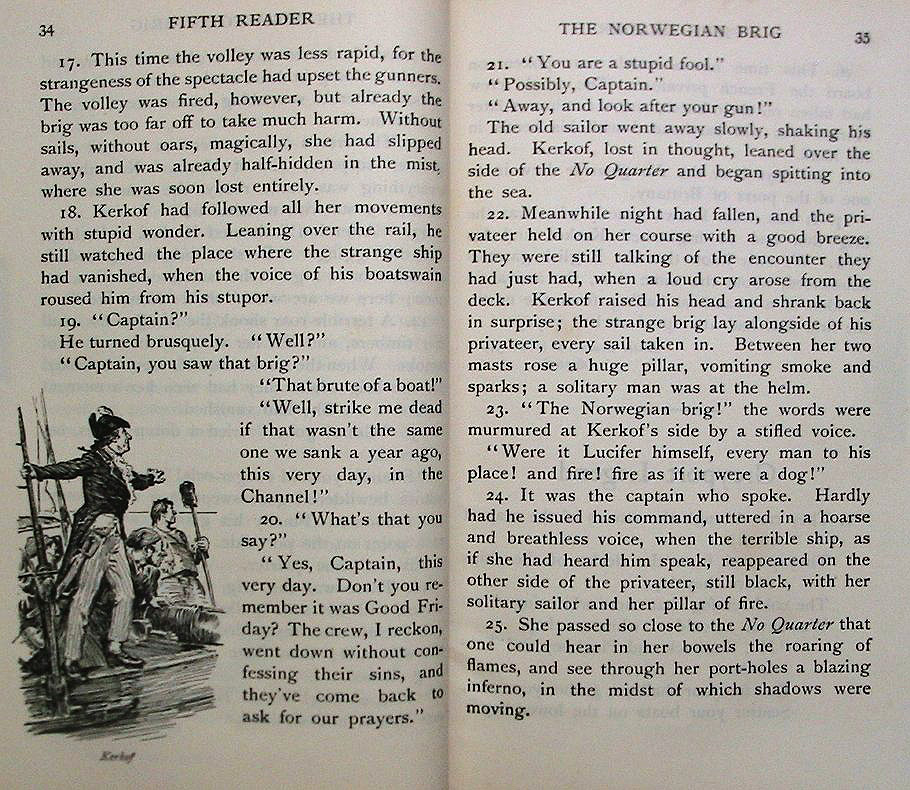 34
FIFTH READER
17. This time the volley was less rapid, for the
strangeness of the spectacle had upset the gunners.
The volley was fired, however, but already the
brig was too far off to take much harm. Without
sails, without oars, magically, she had slipped
away, and was already half-hidden in the mist,
where she was soon lost entirely.
18. Kerkof had followed all her movements
with stupid wonder. Leaning over the rail, he
still watched the place where the strange ship
had vanished, when the voice of his boatswain
roused him from his stupor.
19. "Captain?"
He turned brusquely. "Well?"
"Captain, you saw that brig?"
"That brute of a boat!"
"Well, strike me dead
if that wasn't the same
one we sank a year ago,
this very day, in the
Channel!"
20. "What's that you
say?"
"Yes, Captain, this
very day. Don't you re-
member it was Good Fri-
day? The crew, I reckon,
went down without con-
fessing their sins, and
they've come back to
ask for our prayers."
Kerkof
THE NORWEGIAN BRIG
35
21. "You are a stupid fool."
"Possibly, Captain."
"Away, and look after your gun!"
The old sailor went away slowly, shaking his
head. Kerkof, lost in thought, leaned over the
side of the No Quarter and began spitting into
the sea.
22. Meanwhile night had fallen, and the pri-
vateer held on her course with a good breeze.
They were still talking of the encounter they
had just had, when a loud cry arose from the
deck. Kerkof raised his head and shrank back
in surprise; the strange brig lay alongside of his
privateer, every sail taken in. Between her two
masts rose a huge pillar, vomiting smoke and
sparks; a solitary man was at the helm.
23. "The Norwegian brig!" the words were
murmured at Kerkof's side by a stifled voice.
"Were it Lucifer himself, every man to his
place! and fire! fire as if it were a dog!"
24. It was the captain who spoke. Hardly
had he issued his command, uttered in a hoarse
and breathless voice, when the terrible ship, as
if she had heard him speak, reappeared on the
other side of the privateer, still black, with her
solitary sailor and her pillar of fire.
25. She passed so close to the No Quarter that
one could hear in her bowels the roaring of
flames, and see through her port-holes a blazing
inferno, in the midst of which shadows were
moving.